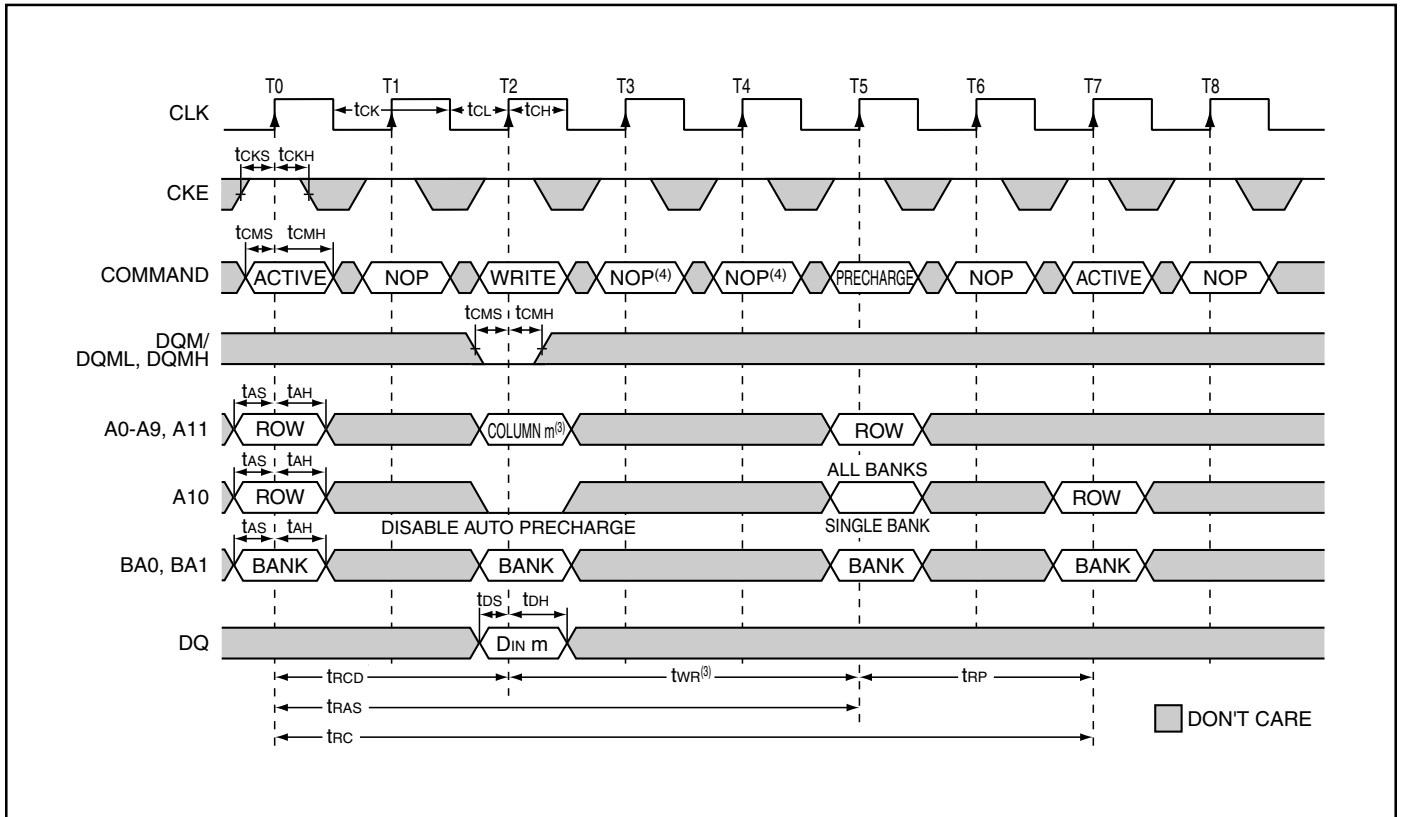 T0 T1 T2 T3 T4 T5 T6 T7 T8
CLK tCK tCL tCH
tCKS tCKH
CKE
tCMS tCMH
COMMAND ACTIVE NOP WRITE NOP(4) NOP(4) PRECHARGE NOP ACTIVE NOP
tCMS tCMH
DQM/
DQML, DQMH
tAS tAH
A0-A9, A11 ROW COLUMN m(3) ROW
tAS tAH ALL BANKS
A10 ROW ROW
tAS tAH DISABLE AUTO PRECHARGE SINGLE BANK
BA0, BA1 BANK BANK BANK BANK
tDS tDH
DQ DIN m
tRCD tWR(3) tRP
tRAS
tRC
DON'T CARE